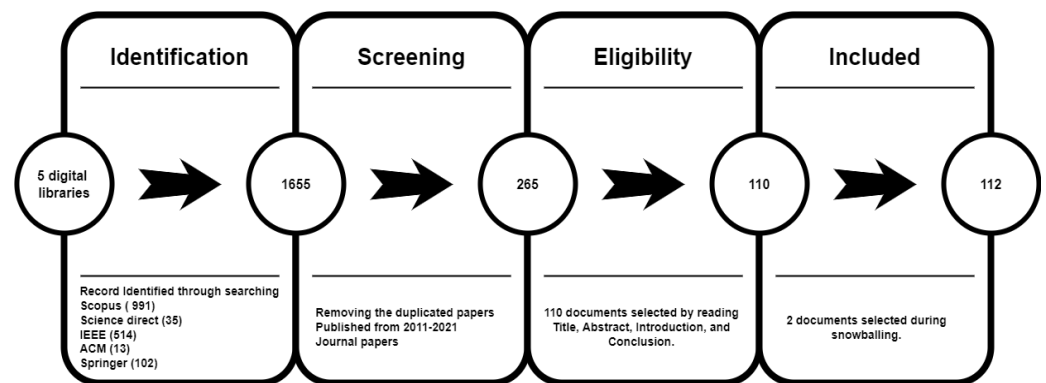 Identification
Screening
Eligibility
Included
5 digital
libraries
1655
265
110
112
Record Identified through searching
Scopus ( 991)
Science direct (35)
IEEE (514)
ACM (13)
Springer (102)
Removing the duplicated papers
Published from 2011-2021
Journal papers
110 documents selected by reading
Title, Abstract, Introduction, and
Conclusion.
2 documents selected during
snowballing.